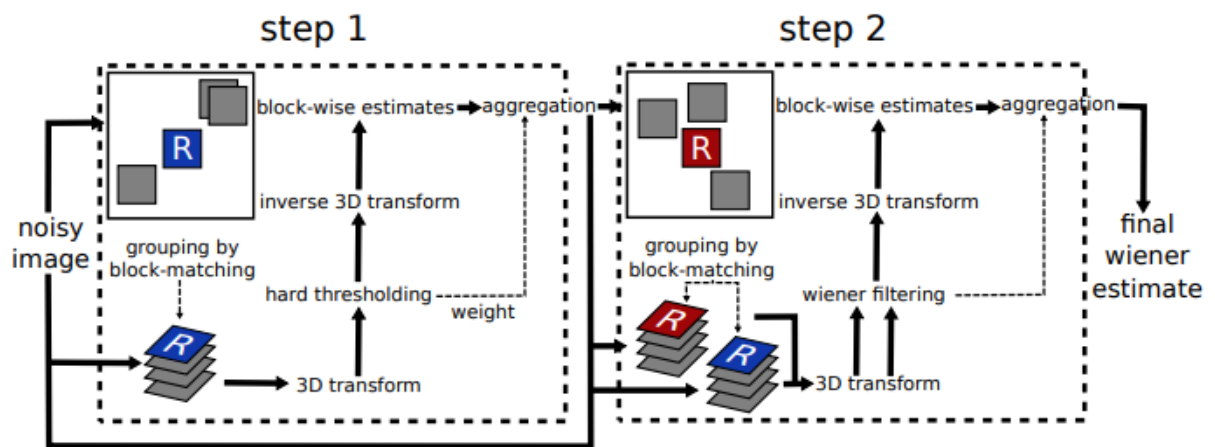 step 1
step 2
block-wise estimates
aggregation
R
inverse 3D transform
noisy
image
grouping by
block-matching
hard thresholding
weight
R
3D transform
block-wise estimates
aggregation
R
inverse 3D transform
final
wiener
estimate
grouping by
block-matching
wiener filtering
R
R
3D transform